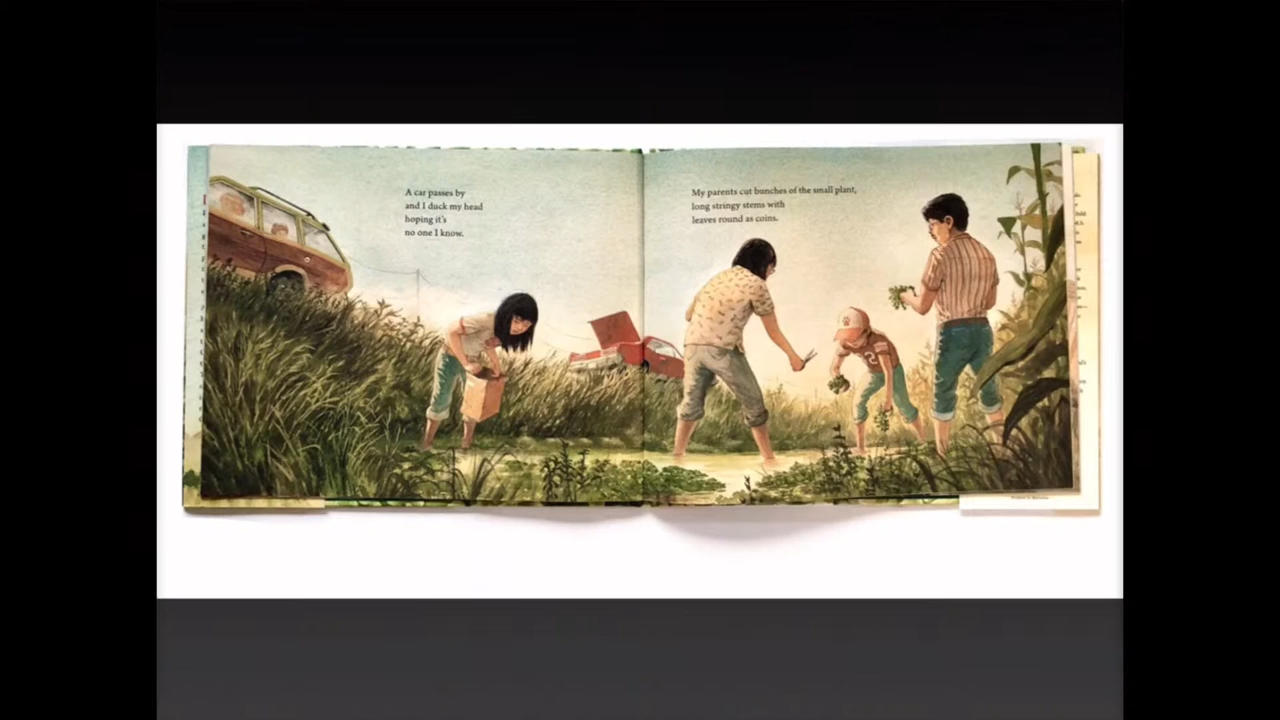 A car passes by
and I duck my head
hoping it's
no one I know.
My parents cut bunches of the small plant,
long stringy stems with
leaves round as coins.